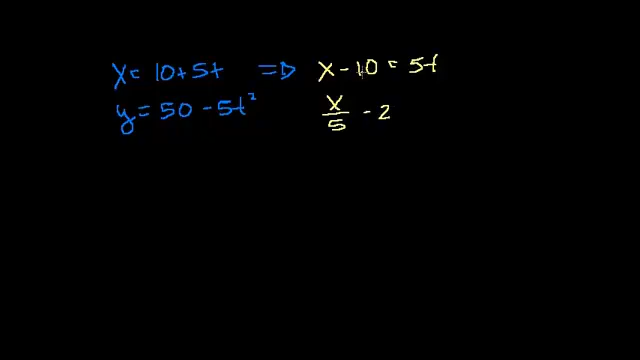 x = 10 + 5t ⇒ x - 10 = 5t
y = 50 - 5t² x/5 - 2